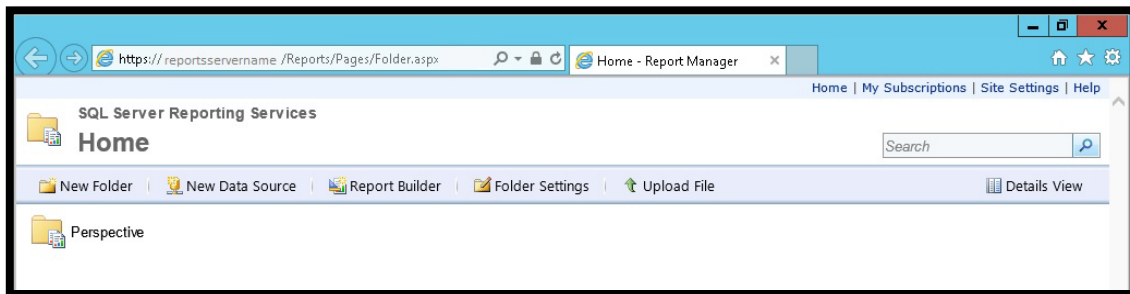 https://reportsservername /Reports/Pages/Folder.aspx
Home - Report Manager
Home | My Subscriptions | Site Settings | Help
SQL Server Reporting Services
Home
Search
New Folder | New Data Source | Report Builder | Folder Settings | Upload File Details View
Perspective